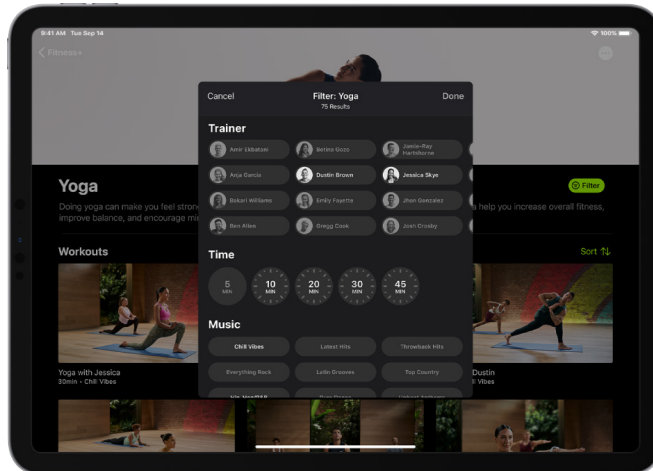 9:41 AM Tue Sep 14
100%
Fitness+
Cancel
Filter: Yoga
Done
75 Results
Trainer
Amir Ekbatani
Betina Gozo
Jamie-Ray
Hartshorne
Anja Garcia
Dustin Brown
Jessica Skye
Bakari Williams
Emily Fayette
Jhon Gonzalez
Ben Allen
Gregg Cook
Josh Crosby
Yoga
Filter
Doing yoga can make you feel stron
a help you increase overall fitness,
improve balance, and encourage mi
Time
5
MIN
10
MIN
20
MIN
30
MIN
45
MIN
Workouts
Sort
Music
Chill Vibes
Latest Hits
Throwback Hits
Everything Rock
Latin Grooves
Top Country
Hip-Hop/R&B
Yoga with Jessica
30min • Chill Vibes
Dustin
ll Vibes